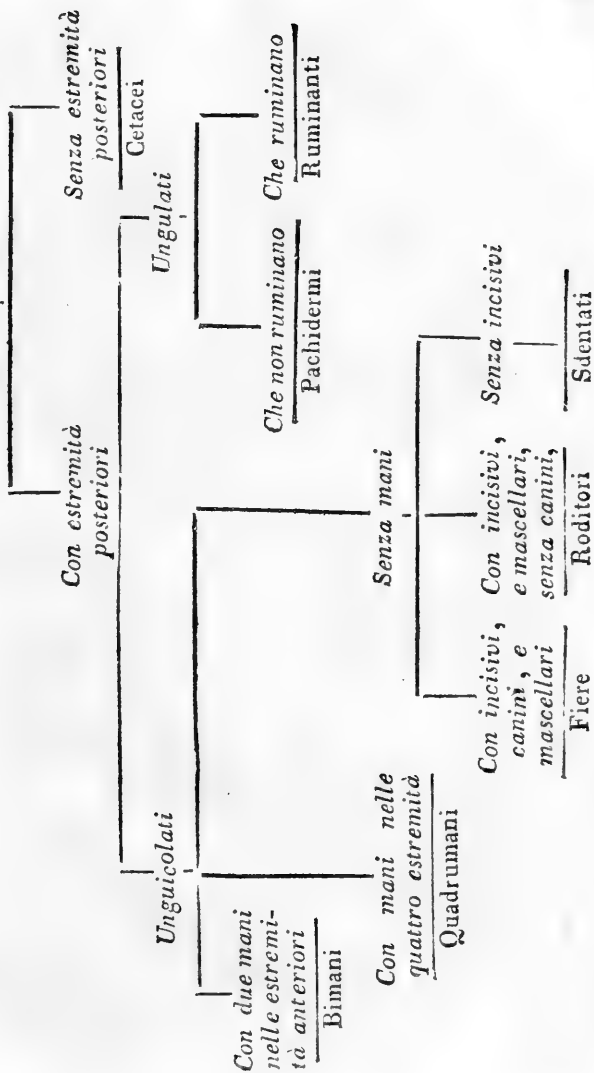 Con estremità
posteriori
Senza estremità
posteriori
Cetacei
Unguicolati
Ungulati
Con due mani
nelle estremi-
tà anteriori
Bimani
Con mani nelle
quattro estremità
Quadrumani
Senza mani
Che non ruminano
Pachidermi
Che ruminano
Ruminanti
Con incisivi,
canini, e
mascellari
Fiere
Con incisivi,
e mascellari,
senza canini,
Roditori
Senza incisivi
Sdentati